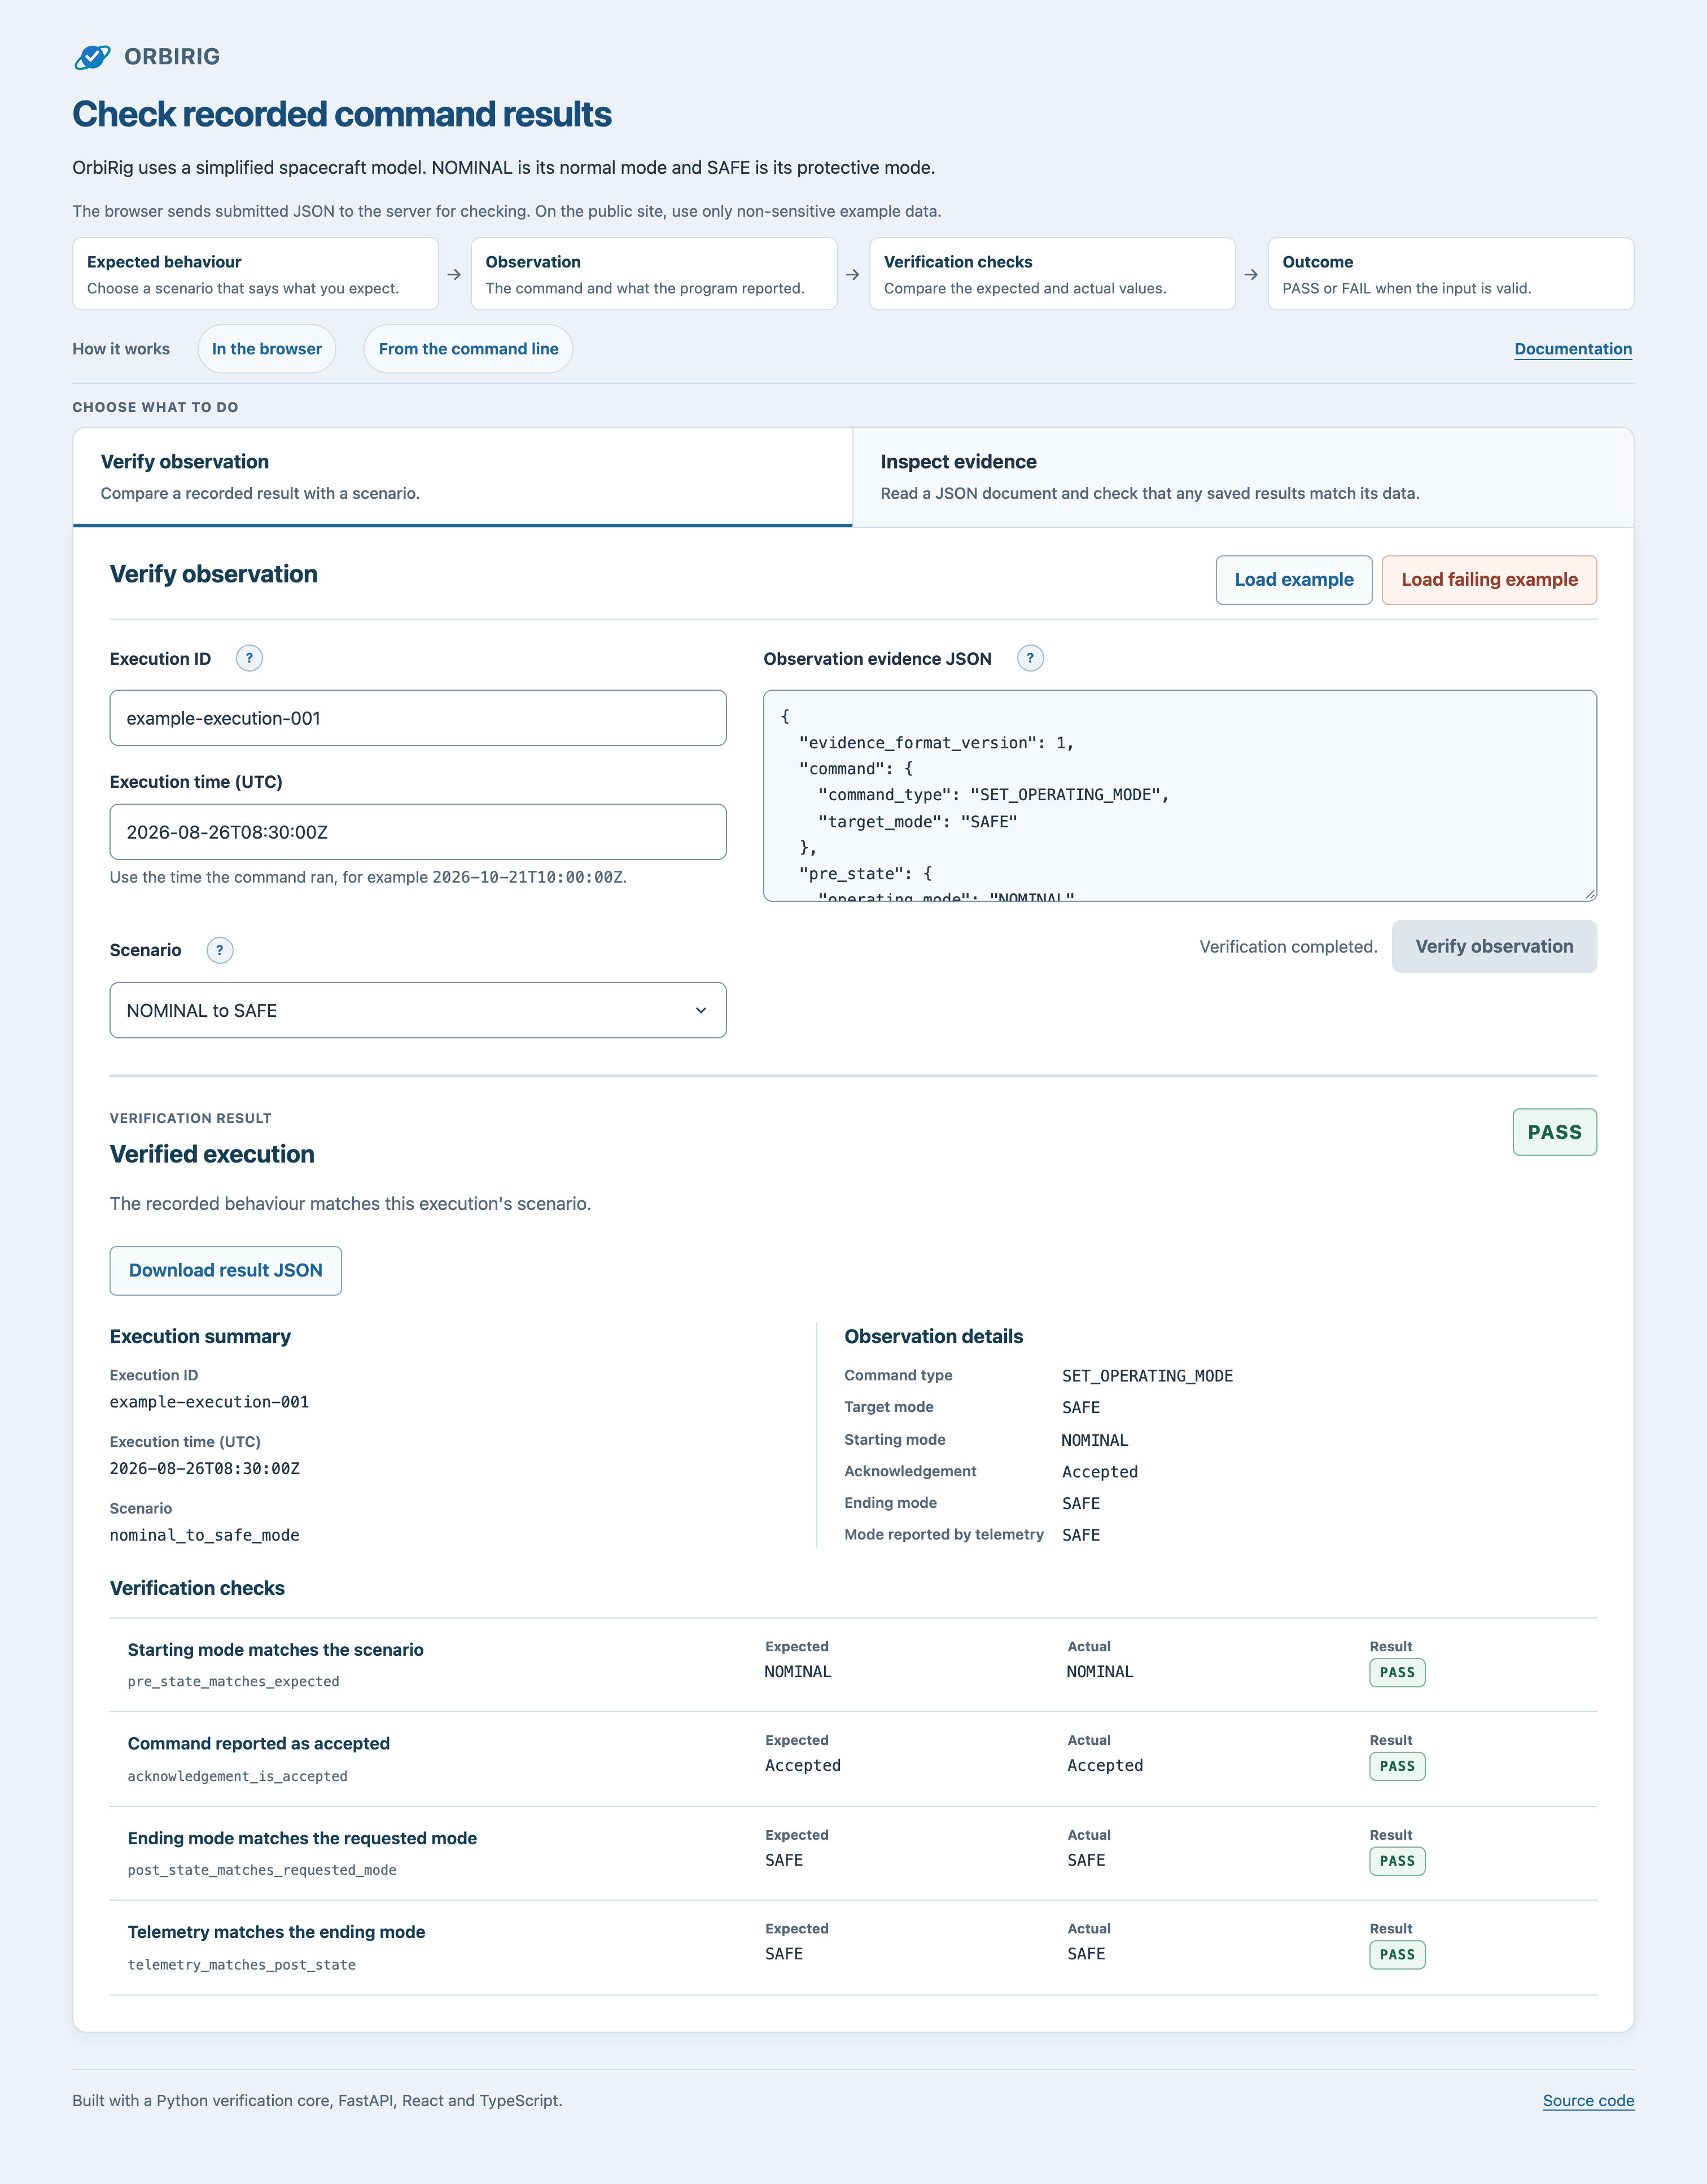 ORBIRIG
Check recorded command results
OrbiRig uses a simplified spacecraft model. NOMINAL is its normal mode and SAFE is its protective mode.
The browser sends submitted JSON to the server for checking. On the public site, use only non-sensitive example data.
Expected behaviour
Choose a scenario that says what you expect.
→
Observation
The command and what the program reported.
→
Verification checks
Compare the expected and actual values.
→
Outcome
PASS or FAIL when the input is valid.
How it works
In the browser
From the command line
Documentation
CHOOSE WHAT TO DO
Verify observation
Compare a recorded result with a scenario.
Inspect evidence
Read a JSON document and check that any saved results match its data.
Verify observation
Load example
Load failing example
Execution ID ?
example-execution-001
Execution time (UTC)
2026-08-26T08:30:00Z
Use the time the command ran, for example 2026-10-21T10:00:00Z.
Scenario ?
NOMINAL to SAFE
Observation evidence JSON ?
{
"evidence_format_version": 1,
"command": {
"command_type": "SET_OPERATING_MODE",
"target_mode": "SAFE"
},
"pre_state": {
"operating_mode": "NOMINAL"
Verification completed.
Verify observation
VERIFICATION RESULT
Verified execution
PASS
The recorded behaviour matches this execution's scenario.
Download result JSON
Execution summary
Execution ID
example-execution-001
Execution time (UTC)
2026-08-26T08:30:00Z
Scenario
nominal_to_safe_mode
Observation details
Command type SET_OPERATING_MODE
Target mode SAFE
Starting mode NOMINAL
Acknowledgement Accepted
Ending mode SAFE
Mode reported by telemetry SAFE
Verification checks
Starting mode matches the scenario
pre_state_matches_expected
Expected
NOMINAL
Actual
NOMINAL
Result
PASS
Command reported as accepted
acknowledgement_is_accepted
Expected
Accepted
Actual
Accepted
Result
PASS
Ending mode matches the requested mode
post_state_matches_requested_mode
Expected
SAFE
Actual
SAFE
Result
PASS
Telemetry matches the ending mode
telemetry_matches_post_state
Expected
SAFE
Actual
SAFE
Result
PASS
Built with a Python verification core, FastAPI, React and TypeScript.
Source code